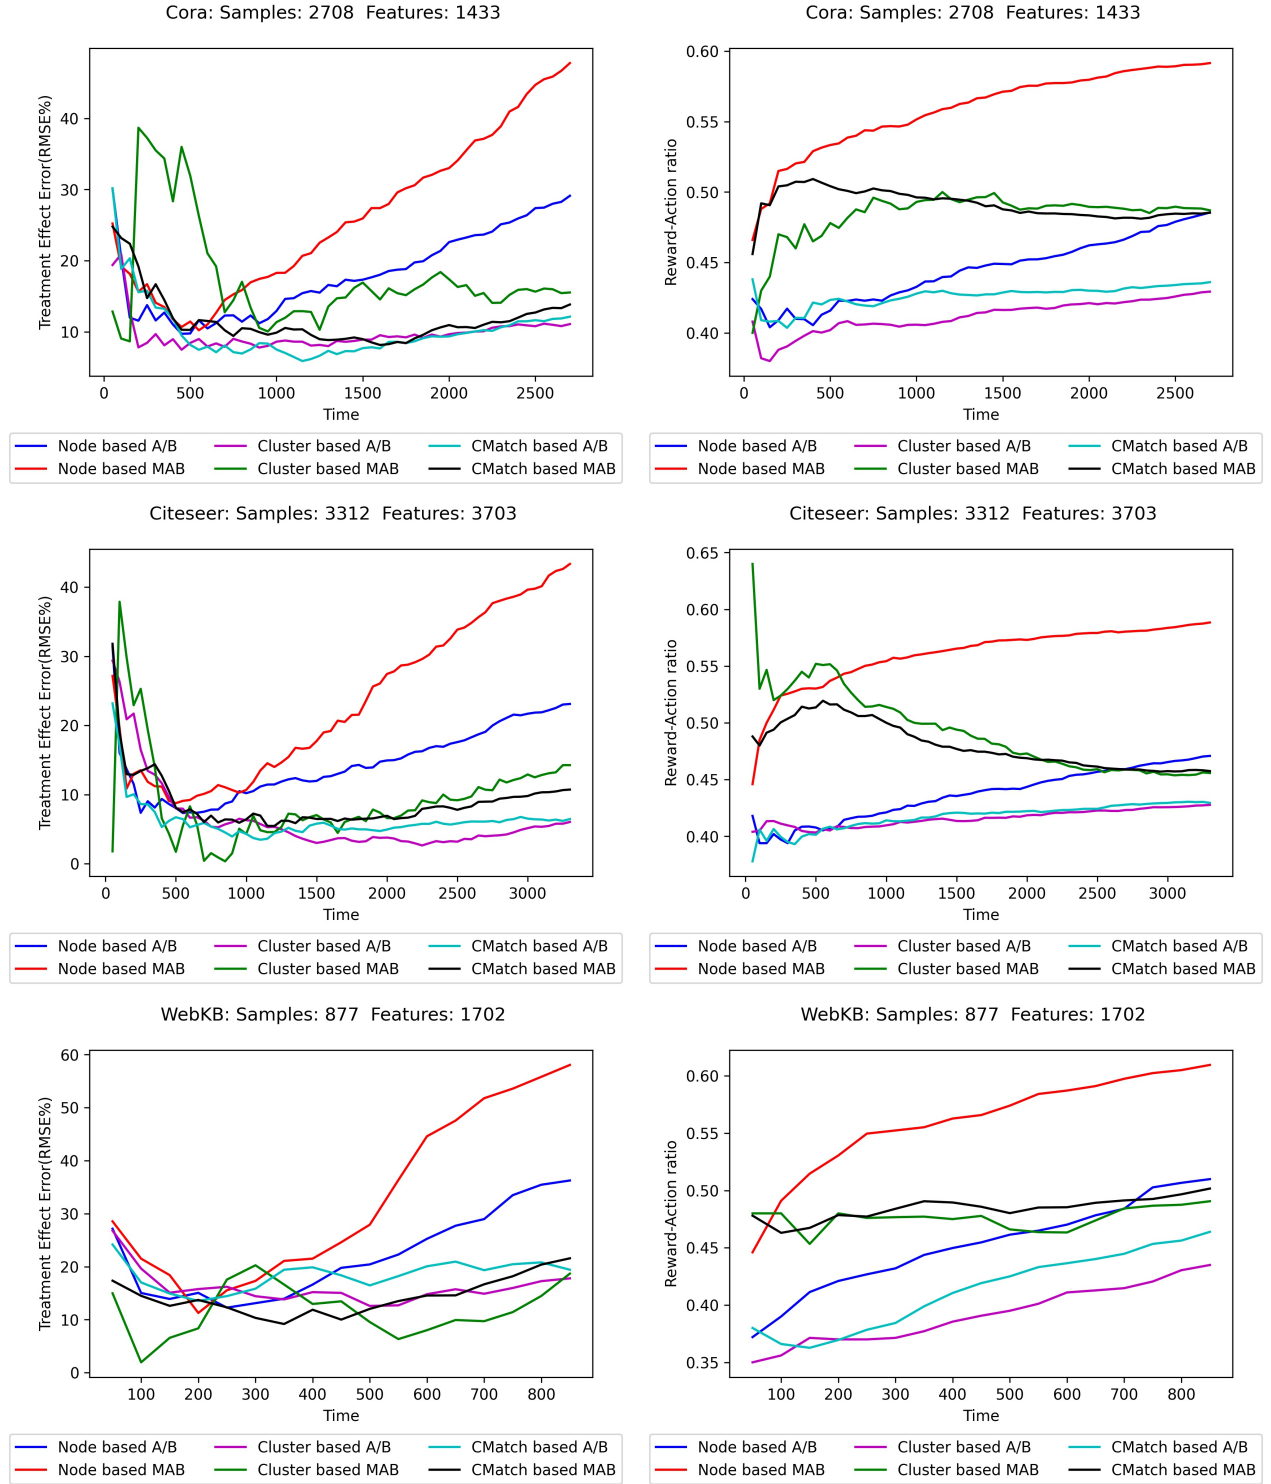 Cora: Samples: 2708  Features: 1433
Treatment Effect Error(RMSE%)
40
30
20
10
0 500 1000 1500 2000 2500
Time
Node based A/B Cluster based A/B CMatch based A/B
Node based MAB Cluster based MAB CMatch based MAB
Cora: Samples: 2708  Features: 1433
Reward-Action ratio
0.60
0.55
0.50
0.45
0.40
0 500 1000 1500 2000 2500
Time
Node based A/B Cluster based A/B CMatch based A/B
Node based MAB Cluster based MAB CMatch based MAB
Citeseer: Samples: 3312  Features: 3703
Treatment Effect Error(RMSE%)
40
30
20
10
0
0 500 1000 1500 2000 2500 3000
Time
Node based A/B Cluster based A/B CMatch based A/B
Node based MAB Cluster based MAB CMatch based MAB
Citeseer: Samples: 3312  Features: 3703
Reward-Action ratio
0.65
0.60
0.55
0.50
0.45
0.40
0 500 1000 1500 2000 2500 3000
Time
Node based A/B Cluster based A/B CMatch based A/B
Node based MAB Cluster based MAB CMatch based MAB
WebKB: Samples: 877  Features: 1702
Treatment Effect Error(RMSE%)
60
50
40
30
20
10
0
100 200 300 400 500 600 700 800
Time
Node based A/B Cluster based A/B CMatch based A/B
Node based MAB Cluster based MAB CMatch based MAB
WebKB: Samples: 877  Features: 1702
Reward-Action ratio
0.60
0.55
0.50
0.45
0.40
0.35
100 200 300 400 500 600 700 800
Time
Node based A/B Cluster based A/B CMatch based A/B
Node based MAB Cluster based MAB CMatch based MAB